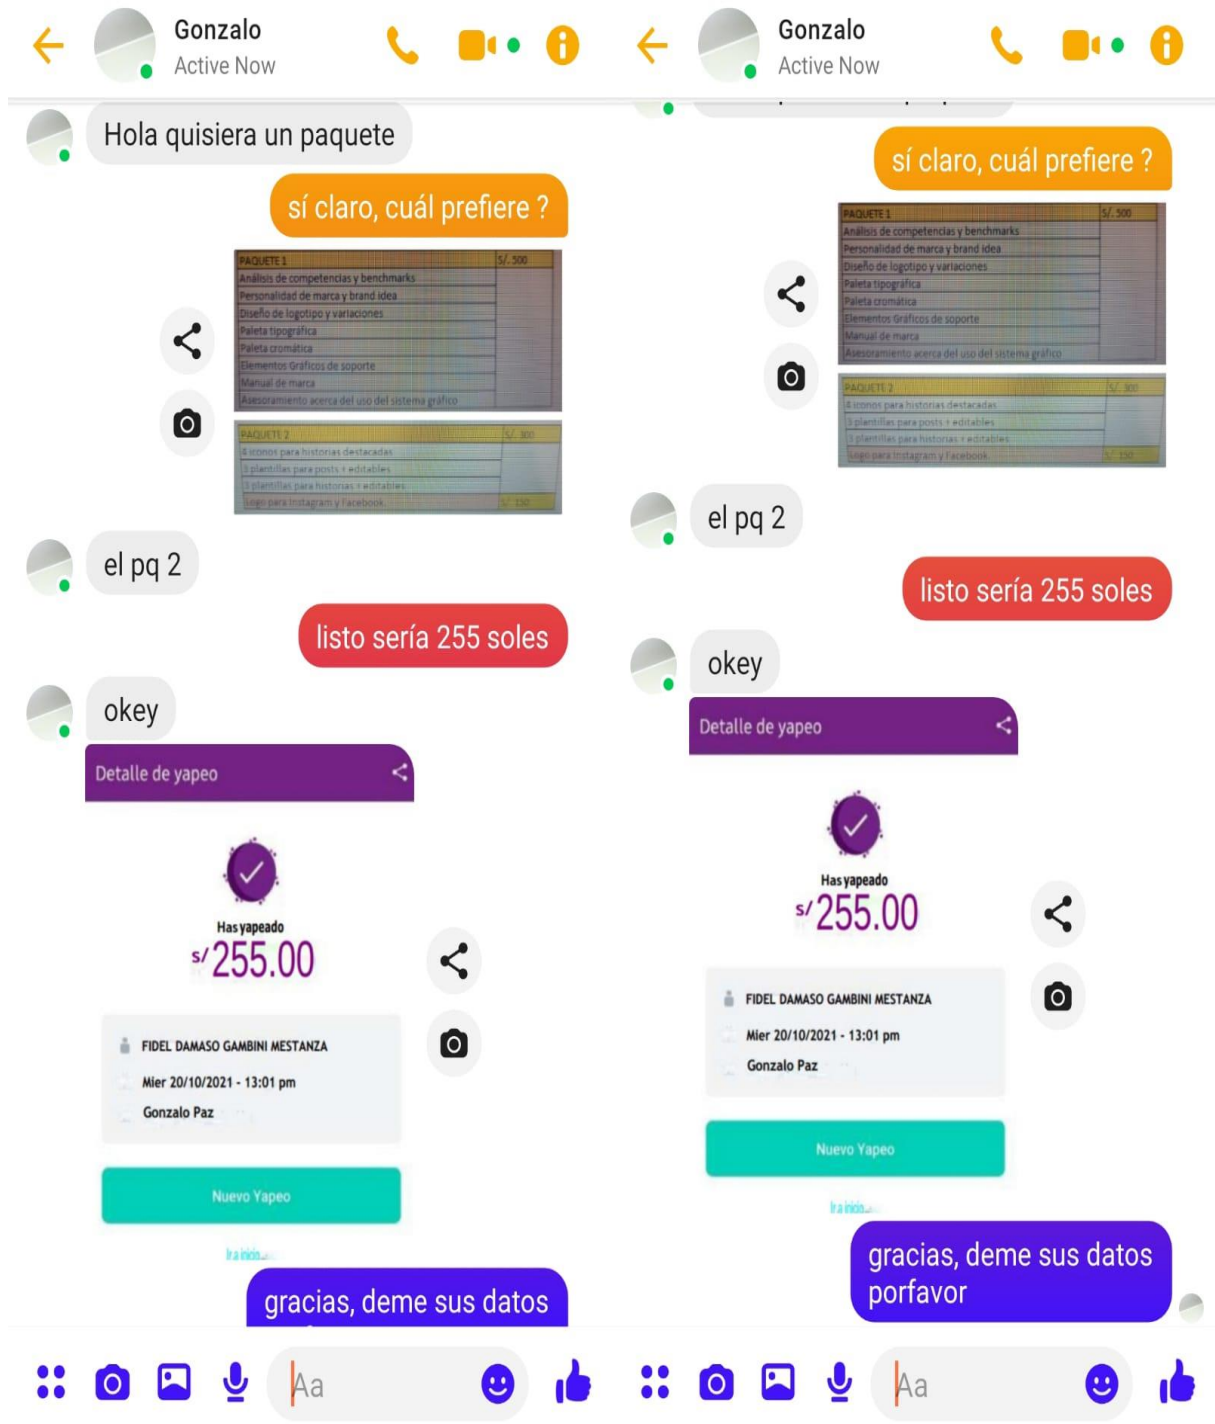 Gonzalo
Active Now
Hola quisiera un paquete
sí claro, cuál prefiere ?
PAQUETE 1 S/. 500
Análisis de competencias y benchmarks
Personalidad de marca y brand idea
Diseño de logotipo y variaciones
Paleta tipográfica
Paleta cromática
Elementos Gráficos de soporte
Manual de marca
Asesoramiento acerca del uso del sistema gráfico
PAQUETE 2 S/. 300
4 iconos para historias destacadas
3 plantillas para posts + editables
3 plantillas para historias + editables
Logo para Instagram y Facebook. S/ 150
el pq 2
listo sería 255 soles
okey
Detalle de yapeo
Has yapeado
s/ 255.00
FIDEL DAMASO GAMBINI MESTANZA
Mier 20/10/2021 - 13:01 pm
Gonzalo Paz
Nuevo Yapeo
Ir a inicio
gracias, deme sus datos
Aa
Gonzalo
Active Now
sí claro, cuál prefiere ?
PAQUETE 1 S/. 500
Análisis de competencias y benchmarks
Personalidad de marca y brand idea
Diseño de logotipo y variaciones
Paleta tipográfica
Paleta cromática
Elementos Gráficos de soporte
Manual de marca
Asesoramiento acerca del uso del sistema gráfico
PAQUETE 2 S/. 300
4 iconos para historias destacadas
3 plantillas para posts + editables
3 plantillas para historias + editables
Logo para Instagram y Facebook. S/ 150
el pq 2
listo sería 255 soles
okey
Detalle de yapeo
Has yapeado
s/ 255.00
FIDEL DAMASO GAMBINI MESTANZA
Mier 20/10/2021 - 13:01 pm
Gonzalo Paz
Nuevo Yapeo
Ir a inicio
gracias, deme sus datos
porfavor
Aa